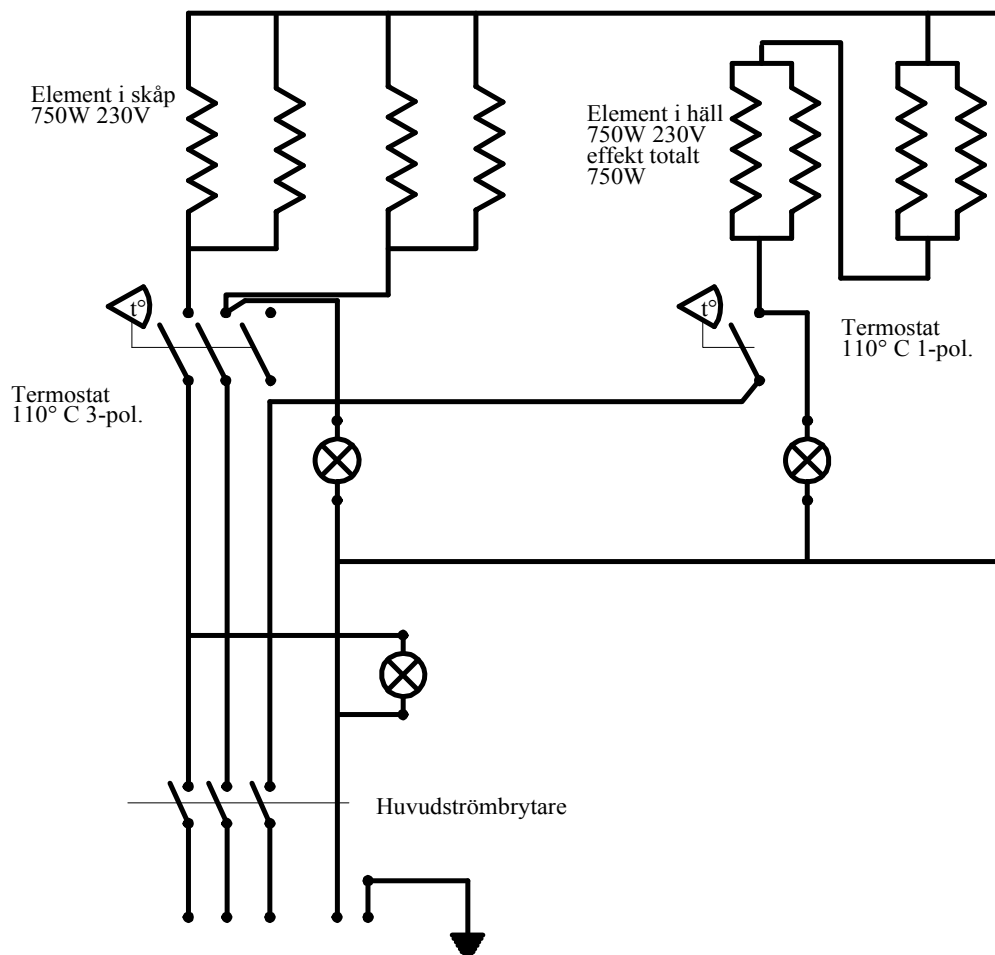 Element i skåp
750W 230V
Element i häll
750W 230V
effekt totalt
750W
t°
t°
Termostat
110° C 1-pol.
Termostat
110° C 3-pol.
Huvudströmbrytare